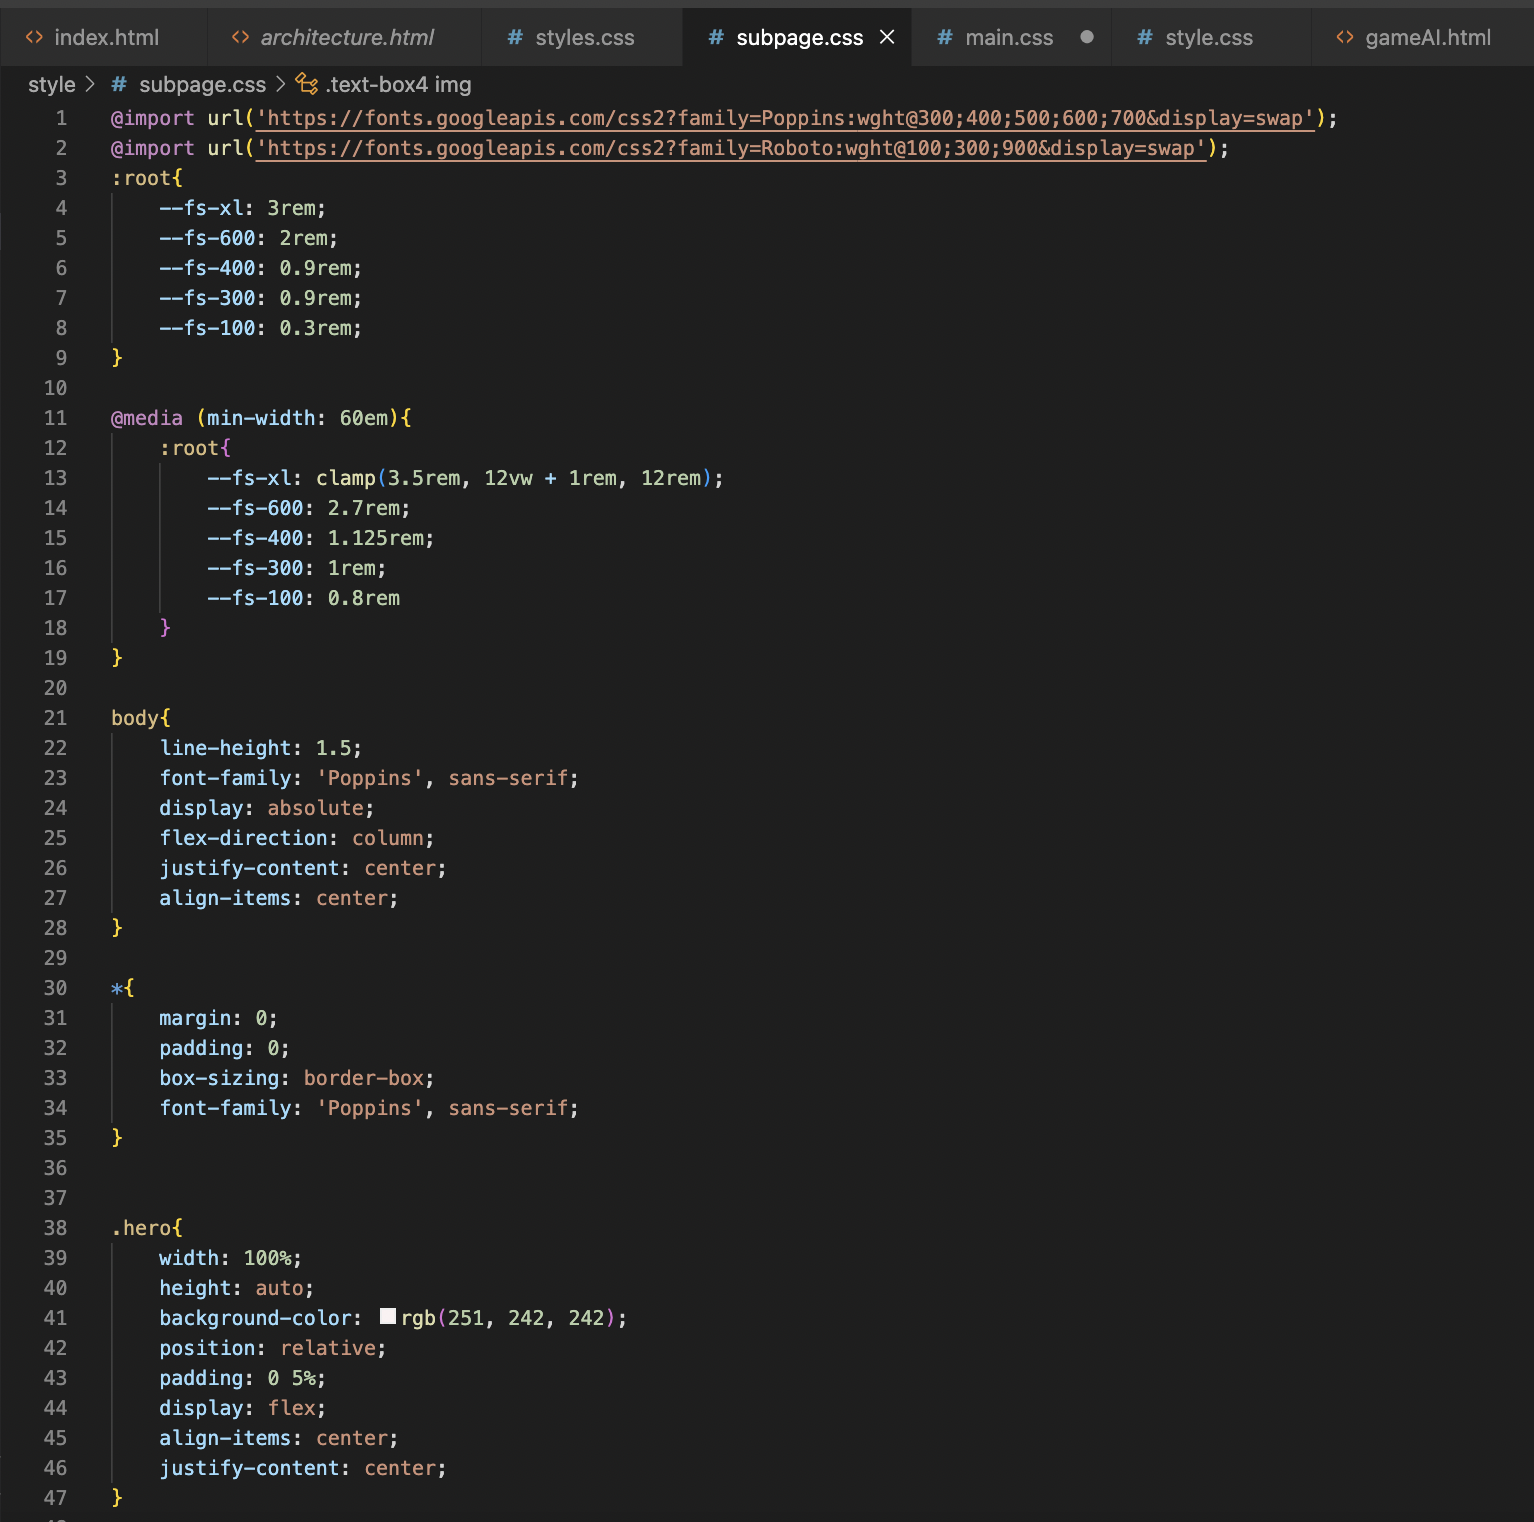 index.html architecture.html styles.css subpage.css main.css style.css gameAI.html
style > # subpage.css > .text-box4 img
1 @import url('https://fonts.googleapis.com/css2?family=Poppins:wght@300;400;500;600;700&display=swap');
2 @import url('https://fonts.googleapis.com/css2?family=Roboto:wght@100;300;900&display=swap');
3 :root{
4 --fs-xl: 3rem;
5 --fs-600: 2rem;
6 --fs-400: 0.9rem;
7 --fs-300: 0.9rem;
8 --fs-100: 0.3rem;
9 }
10
11 @media (min-width: 60em){
12 :root{
13 --fs-xl: clamp(3.5rem, 12vw + 1rem, 12rem);
14 --fs-600: 2.7rem;
15 --fs-400: 1.125rem;
16 --fs-300: 1rem;
17 --fs-100: 0.8rem
18 }
19 }
20
21 body{
22 line-height: 1.5;
23 font-family: 'Poppins', sans-serif;
24 display: absolute;
25 flex-direction: column;
26 justify-content: center;
27 align-items: center;
28 }
29
30 *{
31 margin: 0;
32 padding: 0;
33 box-sizing: border-box;
34 font-family: 'Poppins', sans-serif;
35 }
36
37
38 .hero{
39 width: 100%;
40 height: auto;
41 background-color: rgb(251, 242, 242);
42 position: relative;
43 padding: 0 5%;
44 display: flex;
45 align-items: center;
46 justify-content: center;
47 }